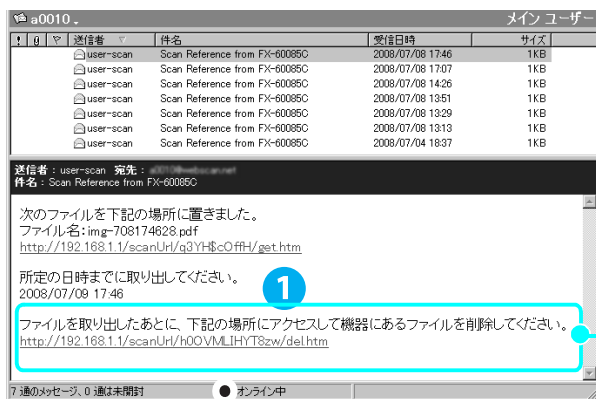 a0010
メイン ユーザー
! 送信者 件名 受信日時 サイズ
user-scan Scan Reference from FX-60085C 2008/07/08 17:46 1KB
user-scan Scan Reference from FX-60085C 2008/07/08 17:07 1KB
user-scan Scan Reference from FX-60085C 2008/07/08 14:26 1KB
user-scan Scan Reference from FX-60085C 2008/07/08 13:51 1KB
user-scan Scan Reference from FX-60085C 2008/07/08 13:29 1KB
user-scan Scan Reference from FX-60085C 2008/07/08 13:13 1KB
user-scan Scan Reference from FX-60085C 2008/07/04 18:37 1KB
送信者 : user-scan 宛先 :
件名 : Scan Reference from FX-60085C
次のファイルを下記の場所に置きました。
ファイル名: img-708174628.pdf
http://192.168.1.1/scanUrl/q3YH$cOffH/get.htm
所定の日時までに取り出してください。
2008/07/09 17:46
1
ファイルを取り出したあとに、下記の場所にアクセスして機器にあるファイルを削除してください。
http://192.168.1.1/scanUrl/h0OVMLIHYT8zw/del.htm
7 通のメッセージ、0 通は未開封 オンライン中